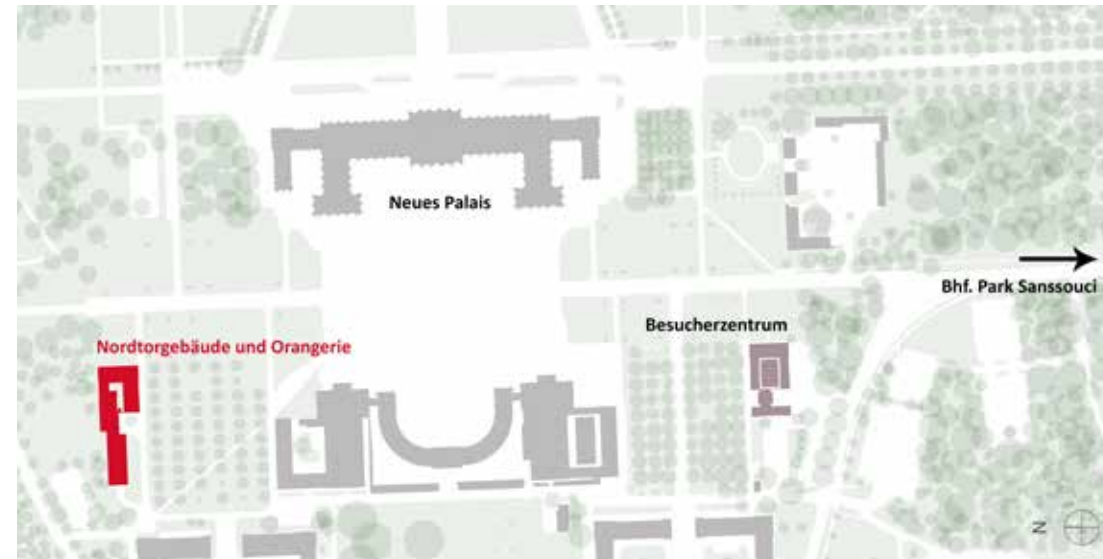 Neues Palais
Bhf. Park Sanssouci
Besucherzentrum
Nordtorgebäude und Orangerie
N